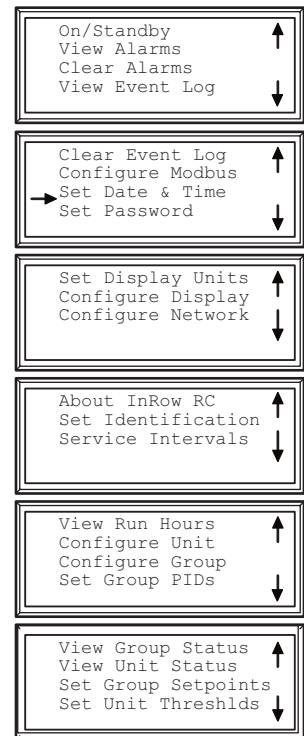 On/Standby
View Alarms
Clear Alarms
View Event Log
Clear Event Log
Configure Modbus
Set Date & Time
Set Password
Set Display Units
Configure Display
Configure Network
About InRow RC
Set Identification
Service Intervals
View Run Hours
Configure Unit
Configure Group
Set Group PIDs
View Group Status
View Unit Status
Set Group Setpoints
Set Unit Threshlds